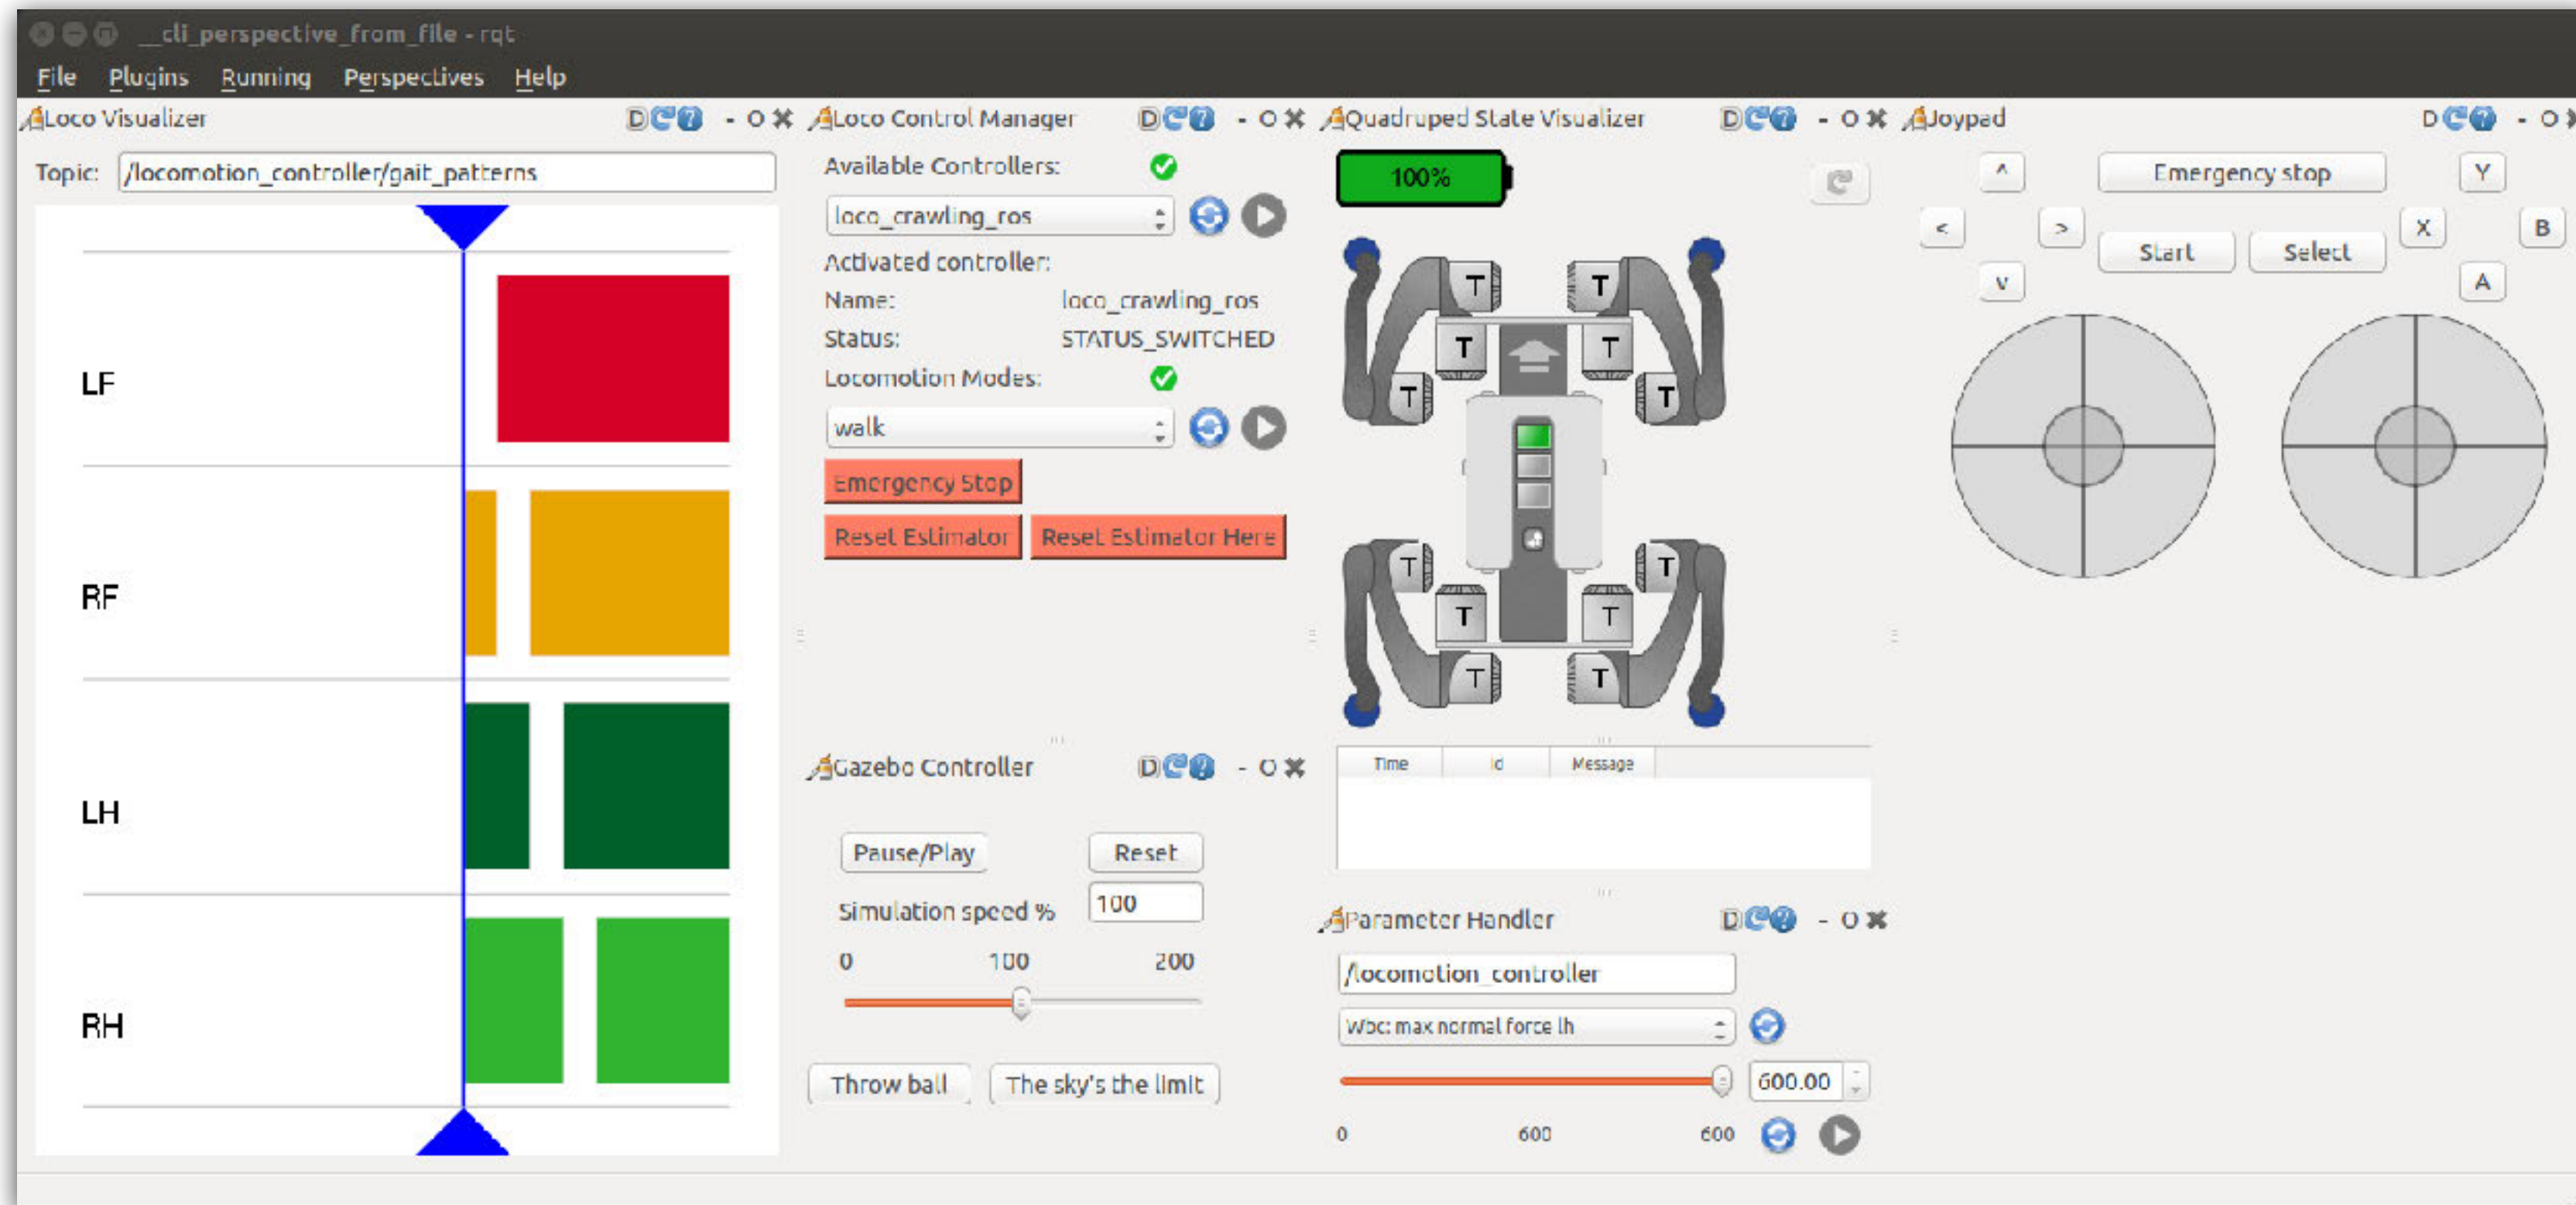 __cli_perspective_from_file - rqt
File Plugins Running Perspectives Help
Loco Visualizer D - O
Topic: /locomotion_controller/gait_patterns
LF
RF
LH
RH
Loco Control Manager D - O
Available Controllers:
loco_crawling_ros
Activated controller:
Name: loco_crawling_ros
Status: STATUS_SWITCHED
Locomotion Modes:
walk
Emergency Stop
Reset Estimator Reset Estimator Here
Gazebo Controller D - O
Pause/Play Reset
Simulation speed % 100
0 100 200
Throw ball The sky's the limit
Quadruped State Visualizer D - O
100%
T T
T T
T T
T T
T T
T T
Time Id Message
Parameter Handler D - O
/locomotion_controller
Wbc: max normal force lh
600.00
0 600 600
Joypad D - O
^ Emergency stop Y
< > Start Select X B
v A